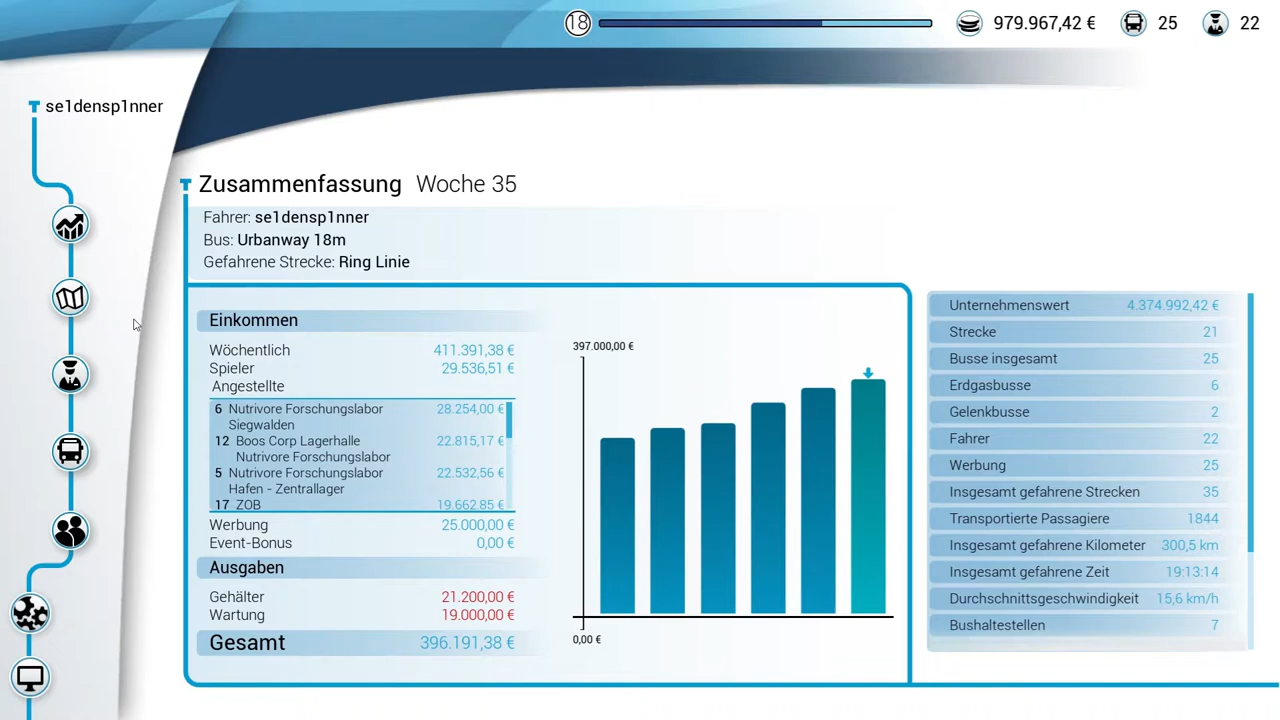 18
979.967,42 €
25
22
se1densp1nner
Zusammenfassung Woche 35
Fahrer: se1densp1nner
Bus: Urbanway 18m
Gefahrene Strecke: Ring Linie
Einkommen
Wöchentlich 411.391,38 €
Spieler 29.536,51 €
Angestellte
6 Nutrivore Forschungslabor 28.254,00 €
Siegwalden
12 Boos Corp Lagerhalle 22.815,17 €
Nutrivore Forschungslabor
5 Nutrivore Forschungslabor 22.532,56 €
Hafen - Zentrallager
17 ZOB 19.662,85 €
Werbung 25.000,00 €
Event-Bonus 0,00 €
Ausgaben
Gehälter 21.200,00 €
Wartung 19.000,00 €
Gesamt 396.191,38 €
397.000,00 €
0,00 €
Unternehmenswert 4.374.992,42 €
Strecke 21
Busse insgesamt 25
Erdgasbusse 6
Gelenkbusse 2
Fahrer 22
Werbung 25
Insgesamt gefahrene Strecken 35
Transportierte Passagiere 1844
Insgesamt gefahrene Kilometer 300,5 km
Insgesamt gefahrene Zeit 19:13:14
Durchschnittsgeschwindigkeit 15,6 km/h
Bushaltestellen 7